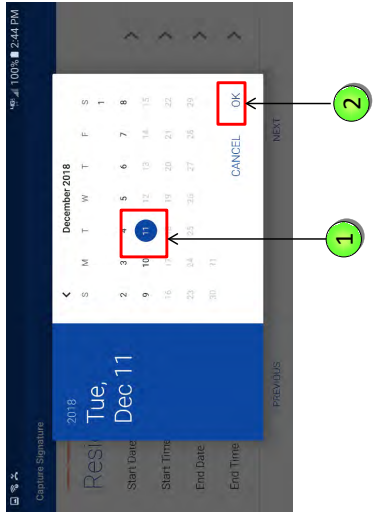 100% 2:44 PM
Capture Signature
2018
Tue,
Dec 11
December 2018
S M T W T F S
1
2 3 4 5 6 7 8
9 10 11 12 13 14 15
16 19 20 21 22
23 24 25 26 27 28 29
30 31
CANCEL OK
Resi
Start Date
Start Time
End Date
End Time
PREVIOUS NEXT
1
2